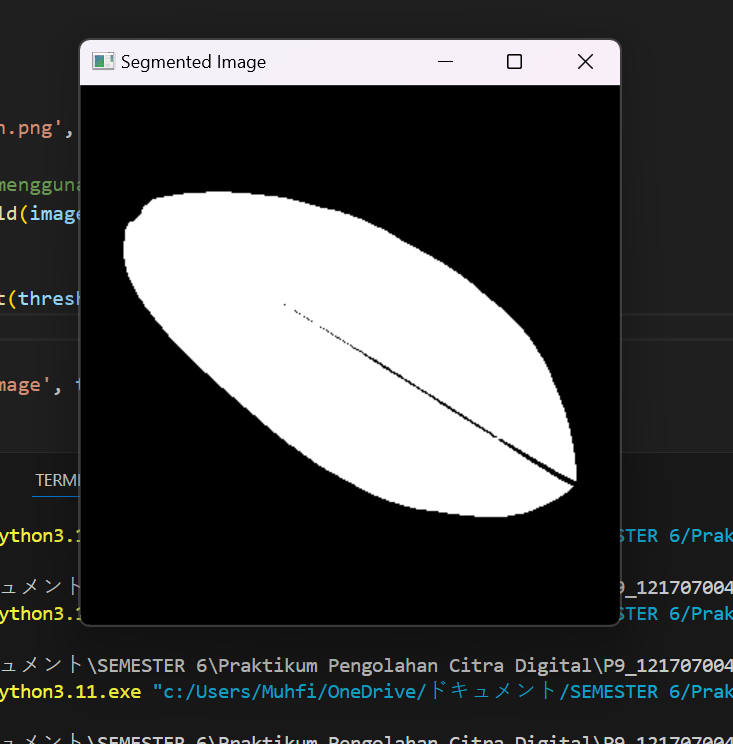 Segmented Image
n.png',
mengguna
ld(image
t(thresh
mage',
TERMI
ython3.1 STER 6/Prak
ュメント 9_121707004
ython3.1 STER 6/Prak
ュメント\SEMESTER 6\Praktikum Pengolahan Citra Digital\P9_121707004
ython3.11.exe "c:/Users/Muhfi/OneDrive/ドキュメント/SEMESTER 6/Prak
ュメント\SEMESTER 6\Praktikum Pengolahan Citra Digital\P9_121707004